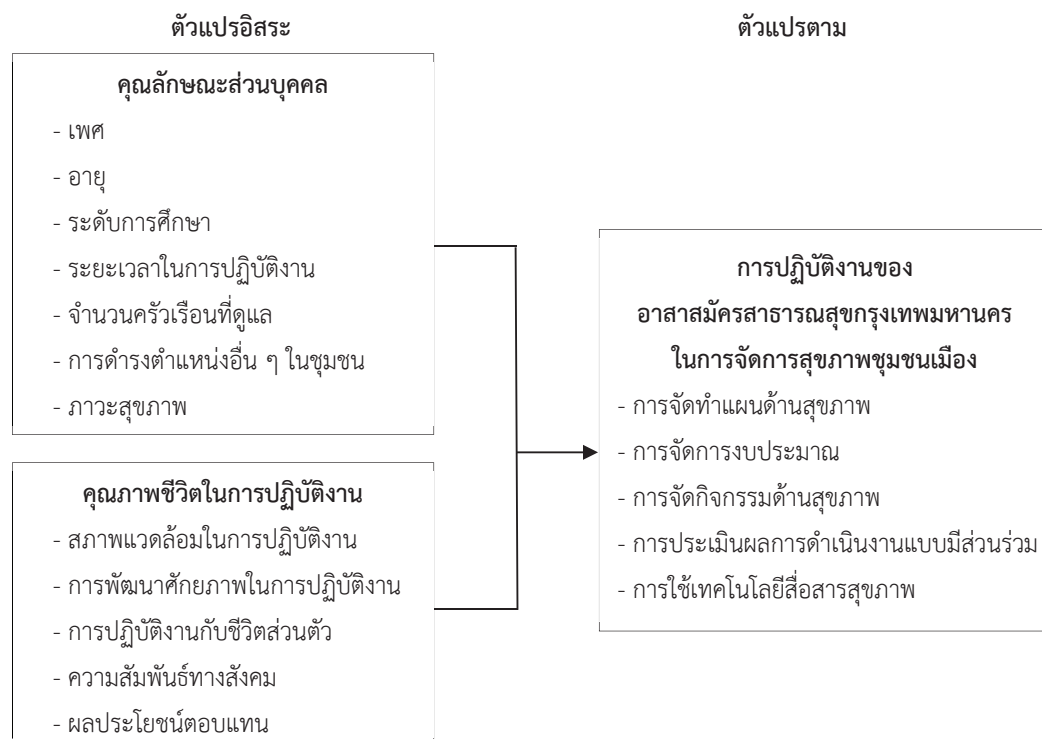 ตัวแปรอิสระ
ตัวแปรตาม
คุณลักษณะส่วนบุคคล
- เพศ
- อายุ
- ระดับการศึกษา
- ระยะเวลาในการปฏิบัติงาน
- จำนวนครัวเรือนที่ดูแล
- การดำรงตำแหน่งอื่น ๆ ในชุมชน
- ภาวะสุขภาพ
คุณภาพชีวิตในการปฏิบัติงาน
- สภาพแวดล้อมในการปฏิบัติงาน
- การพัฒนาศักยภาพในการปฏิบัติงาน
- การปฏิบัติงานกับชีวิตส่วนตัว
- ความสัมพันธ์ทางสังคม
- ผลประโยชน์ตอบแทน
การปฏิบัติงานของ
อาสาสมัครสาธารณสุขกรุงเทพมหานคร
ในการจัดการสุขภาพชุมชนเมือง
- การจัดทำแผนด้านสุขภาพ
- การจัดการงบประมาณ
- การจัดกิจกรรมด้านสุขภาพ
- การประเมินผลการดำเนินงานแบบมีส่วนร่วม
- การใช้เทคโนโลยีสื่อสารสุขภาพ